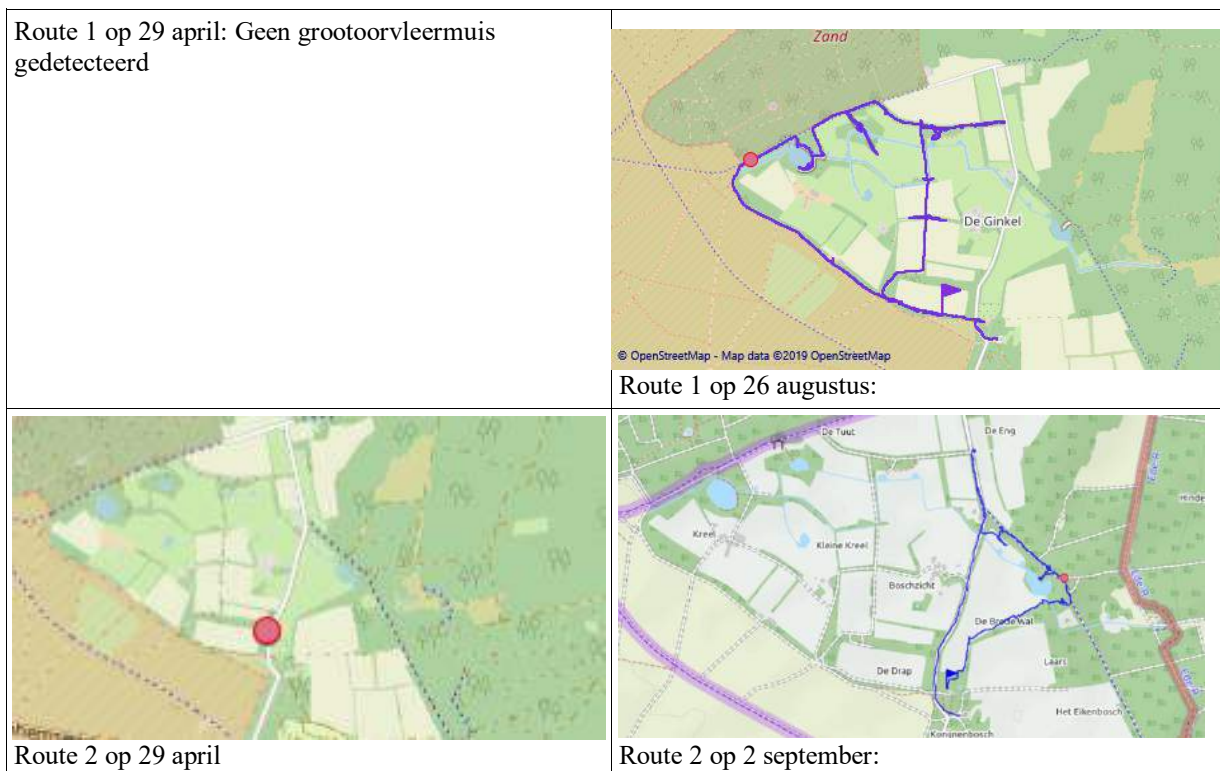 Route 1 op 29 april: Geen grootoorvleermuis
gedetecteerd
Zand
De Ginkel
© OpenStreetMap - Map data ©2019 OpenStreetMap
Route 1 op 26 augustus:
Route 2 op 29 april
De Tuut
De Eng
Kreel
Kleine Kreel
Boschzicht
De Brede Wal
De Drap
Laars
Het Eikenbosch
Route 2 op 2 september: